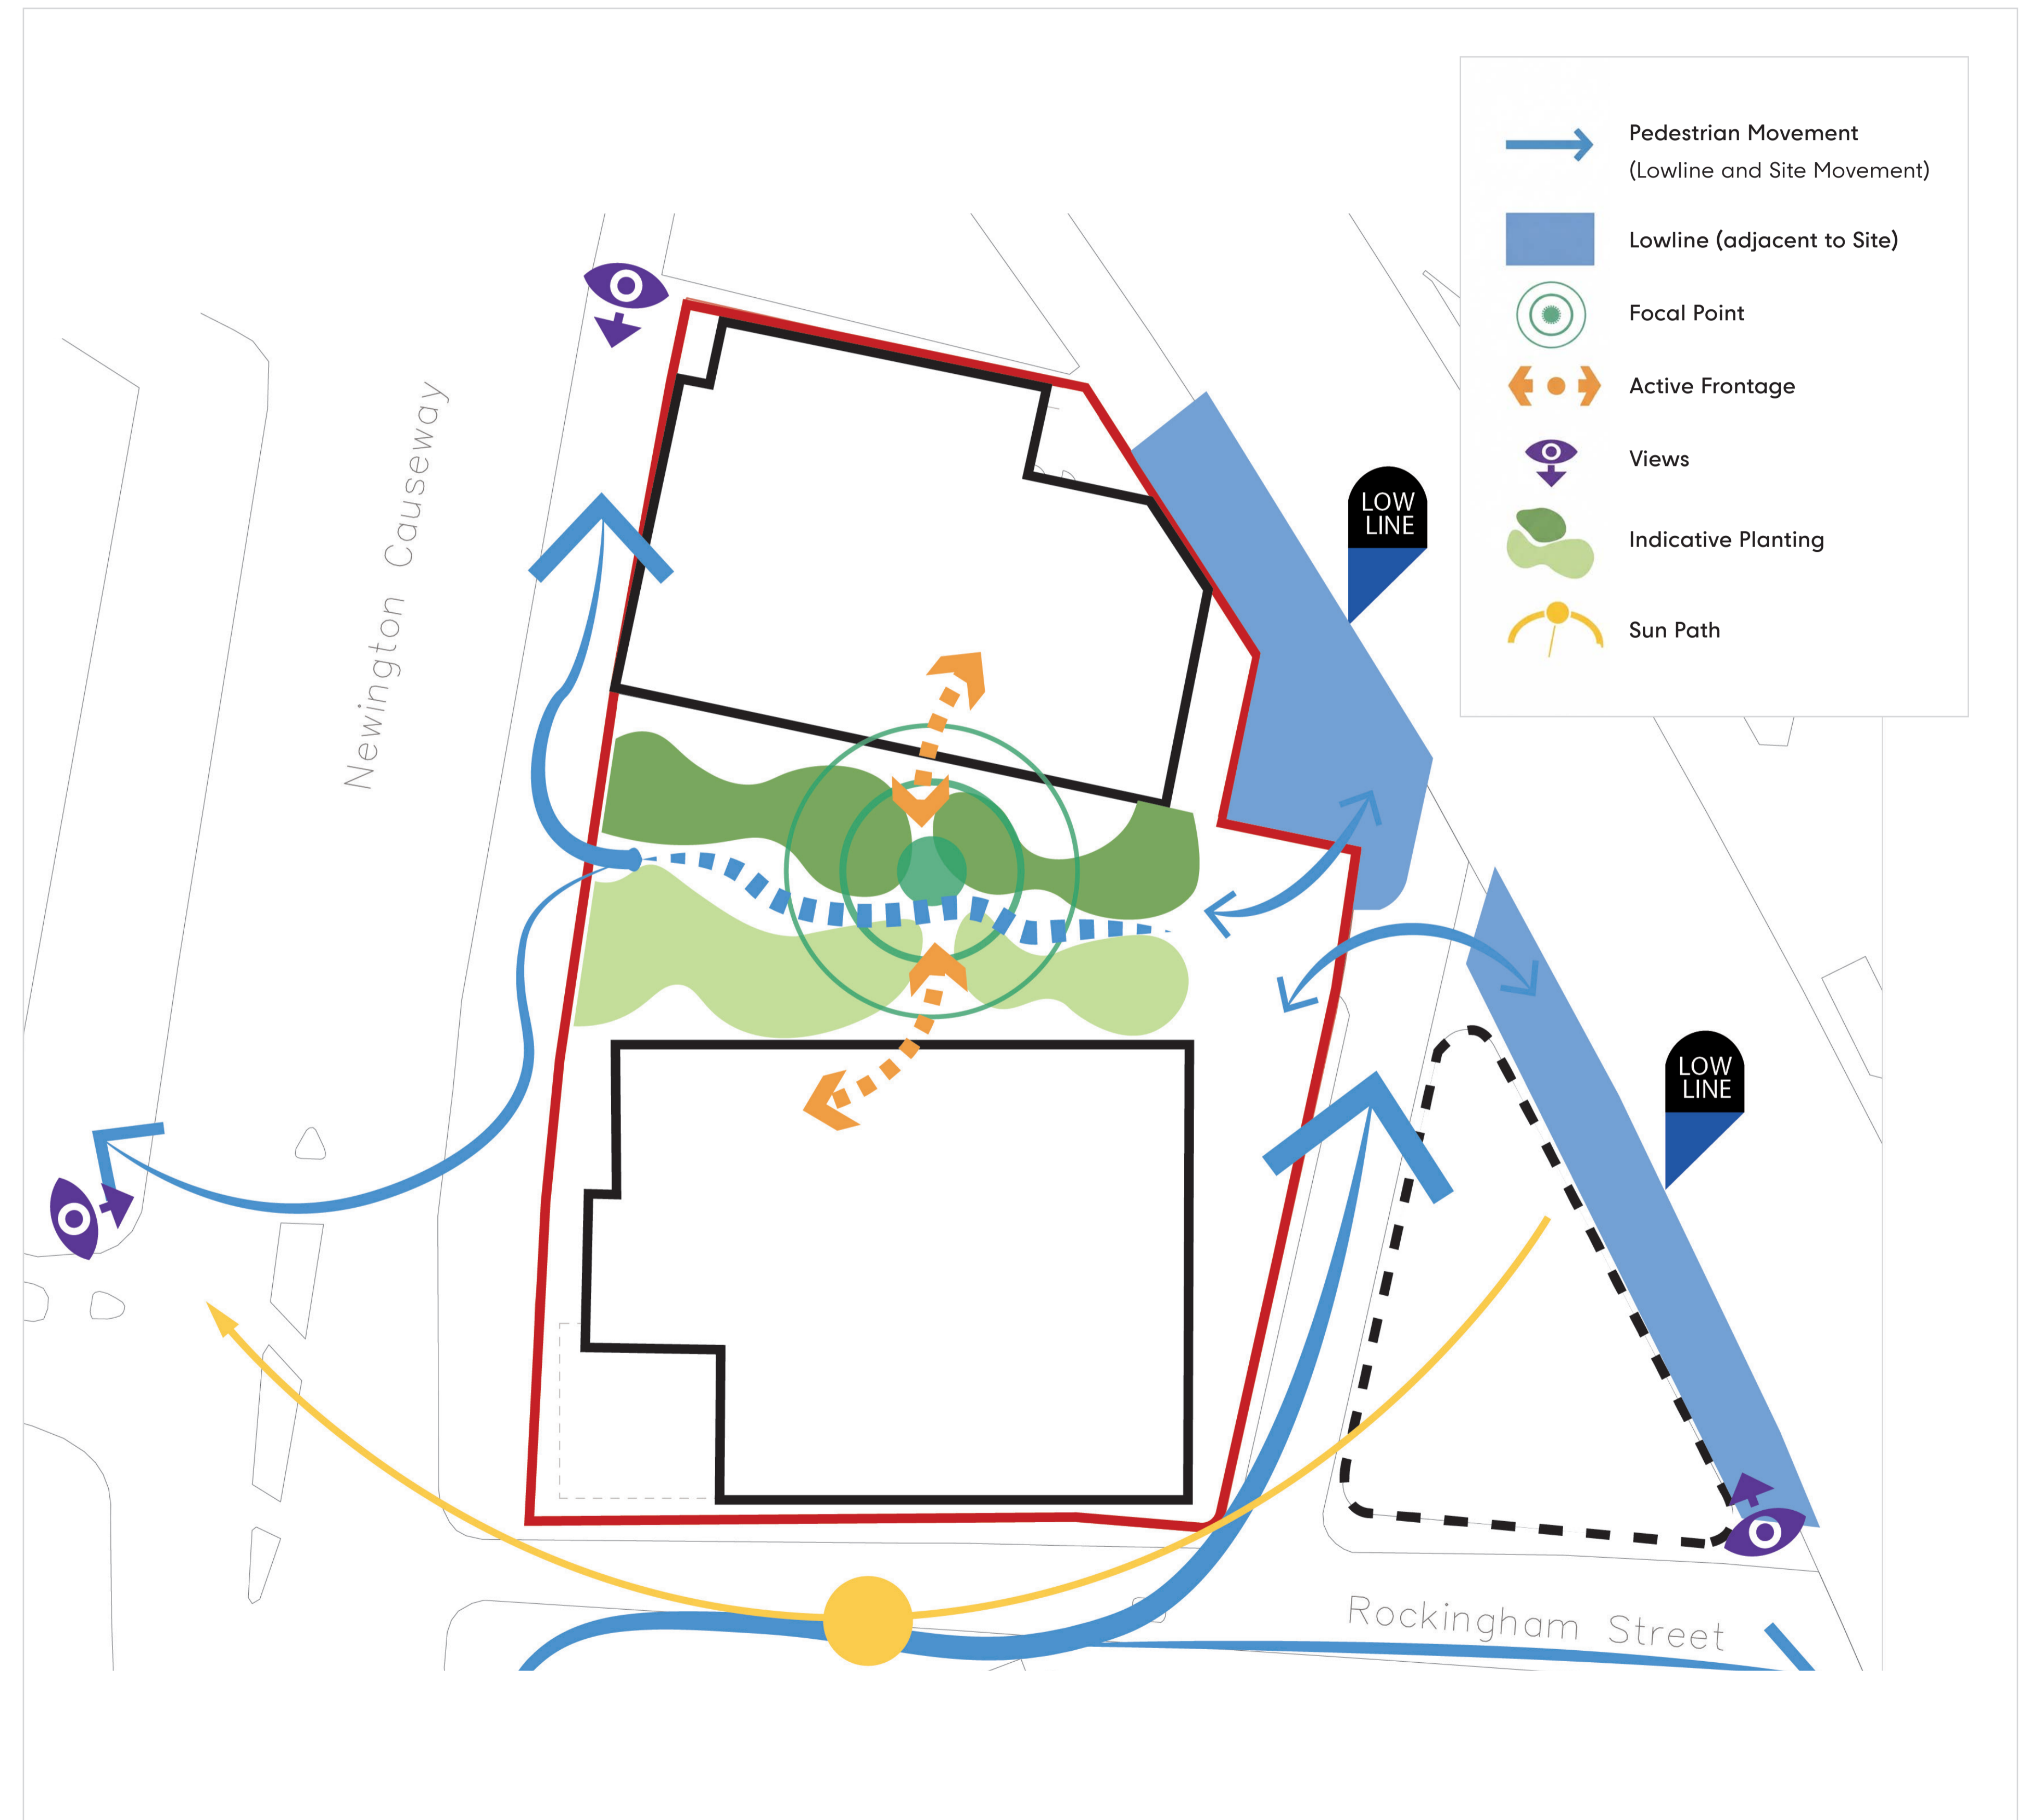 Pedestrian Movement
(Lowline and Site Movement)
Lowline (adjacent to Site)
Focal Point
Active Frontage
Views
Indicative Planting
Sun Path
Newington Causeway
LOW
LINE
LOW
LINE
Rockingham Street